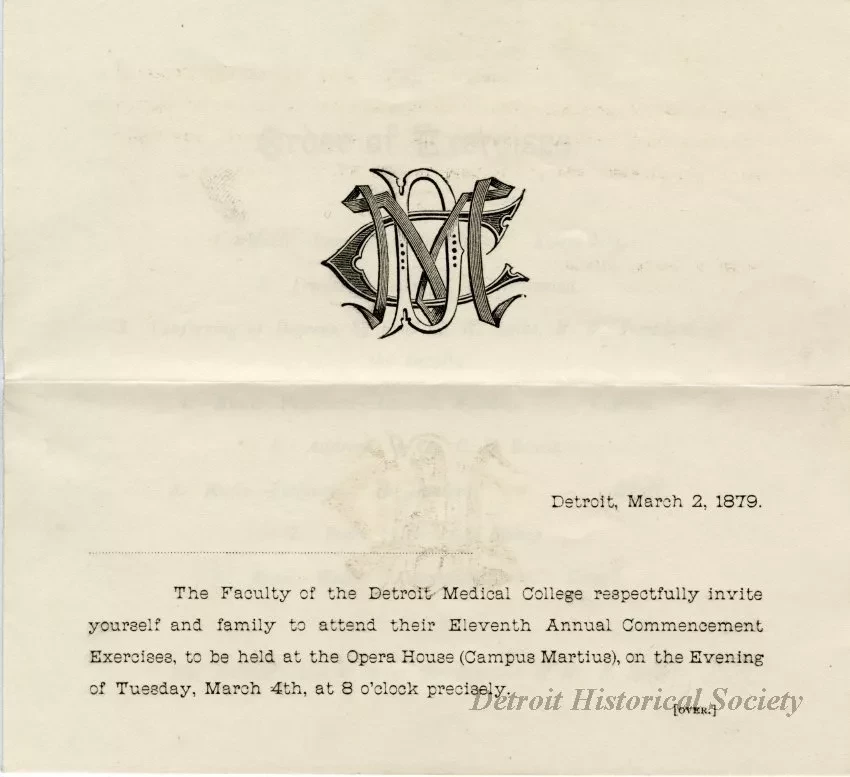 DMC
Detroit, March 2, 1879.
The Faculty of the Detroit Medical College respectfully invite
yourself and family to attend their Eleventh Annual Commencement
Exercises, to be held at the Opera House (Campus Martius), on the Evening
of Tuesday, March 4th, at 8 o'clock precisely.
Detroit Historical Society
[OVER.]